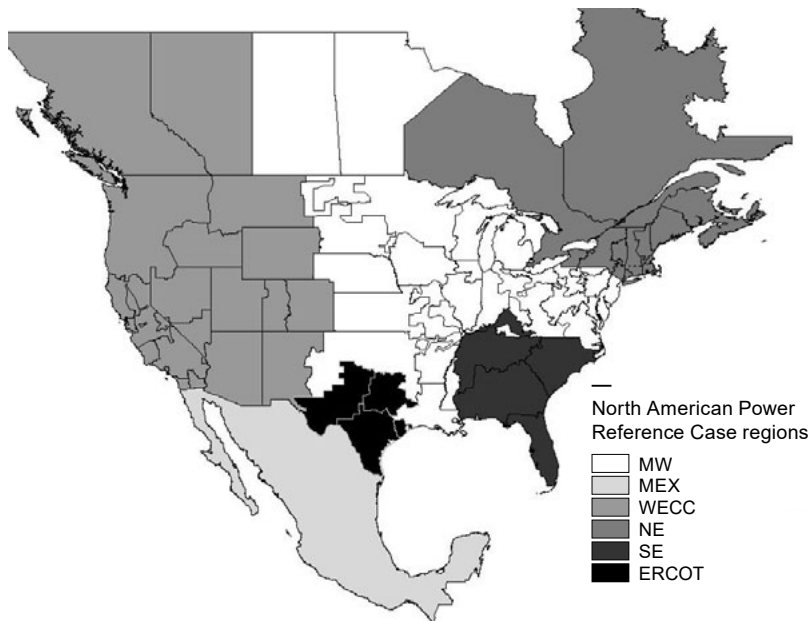 North American Power
Reference Case regions
MW
MEX
WECC
NE
SE
ERCOT